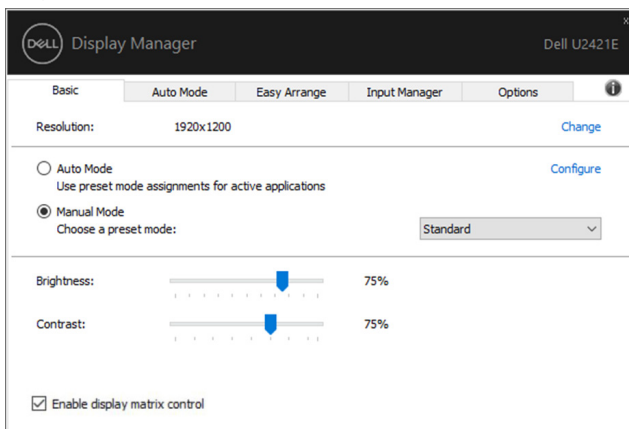 x
DELL Display Manager Dell U2421E
Basic Auto Mode Easy Arrange Input Manager Options i
Resolution: 1920x1200 Change
Auto Mode Configure
Use preset mode assignments for active applications
Manual Mode
Choose a preset mode: Standard
Brightness: 75%
Contrast: 75%
Enable display matrix control